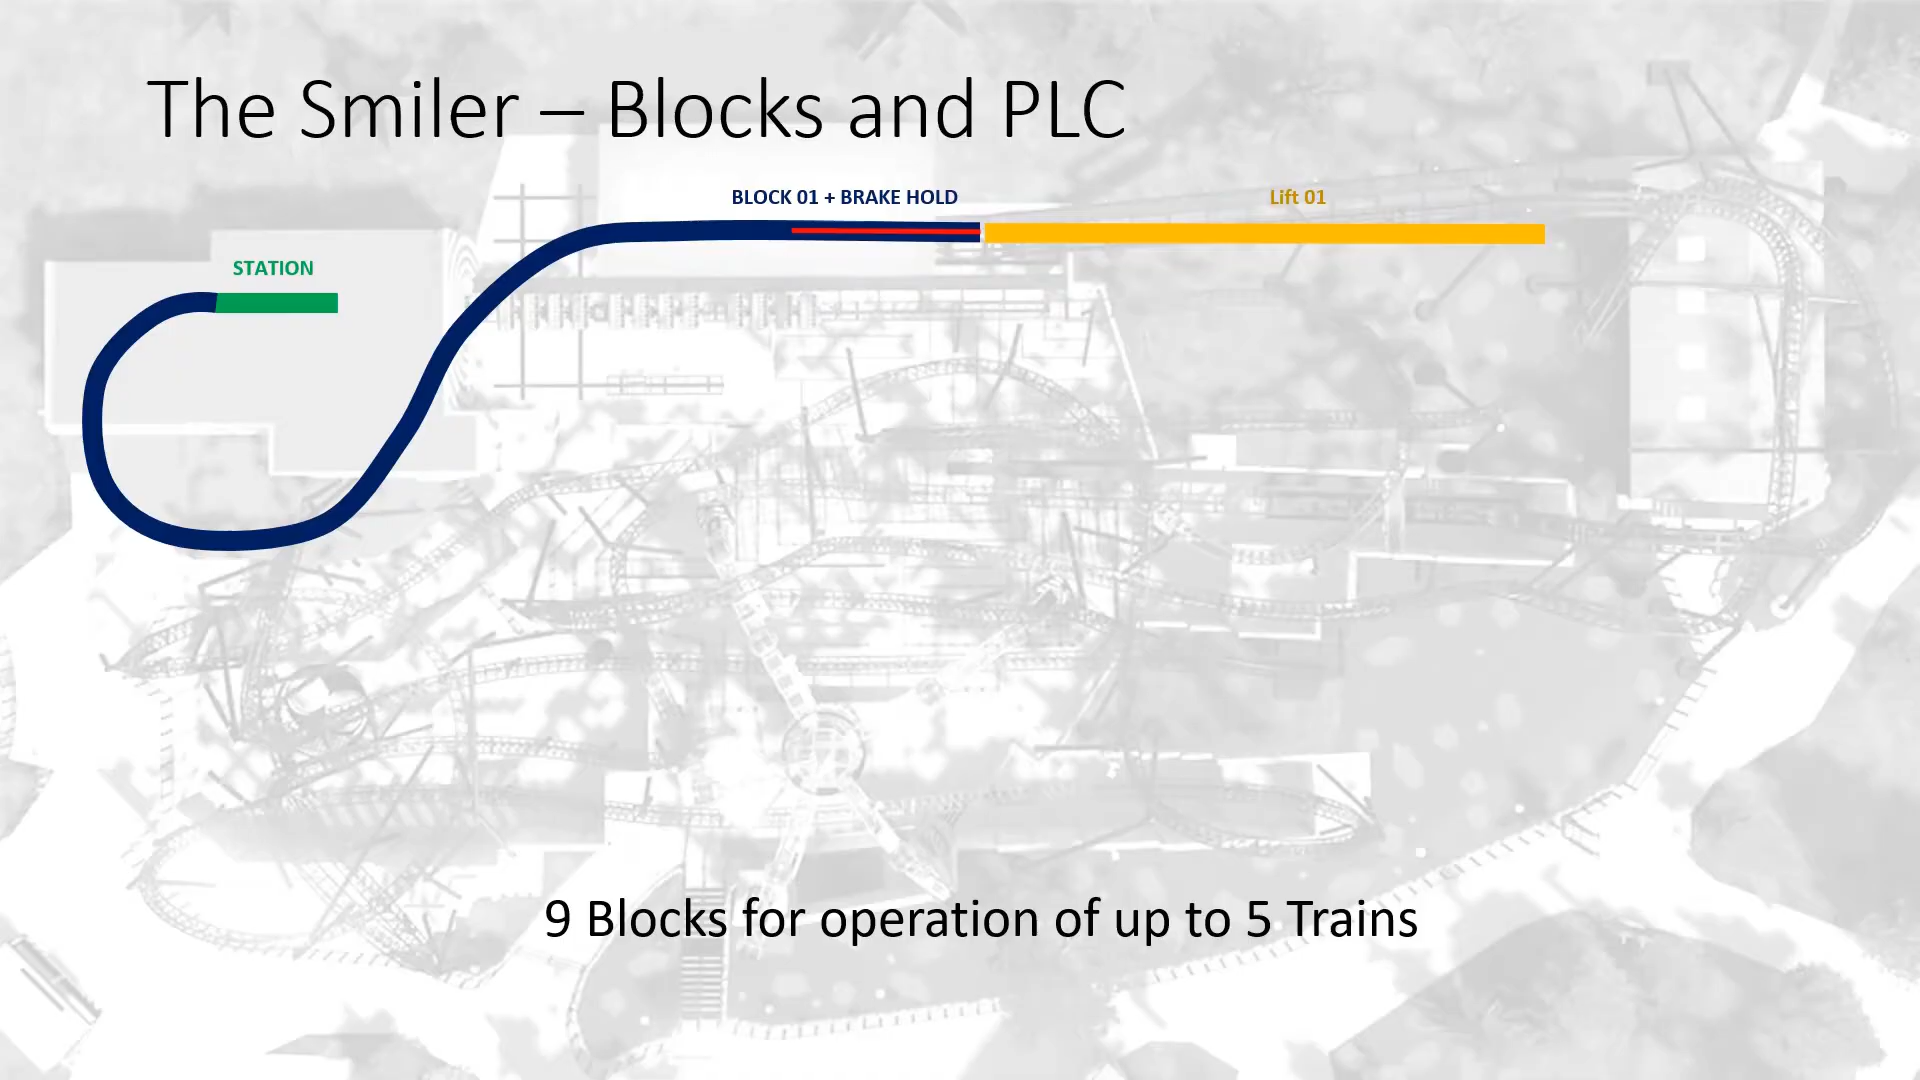 The Smiler – Blocks and PLC
BLOCK 01 + BRAKE HOLD
Lift 01
STATION
9 Blocks for operation of up to 5 Trains